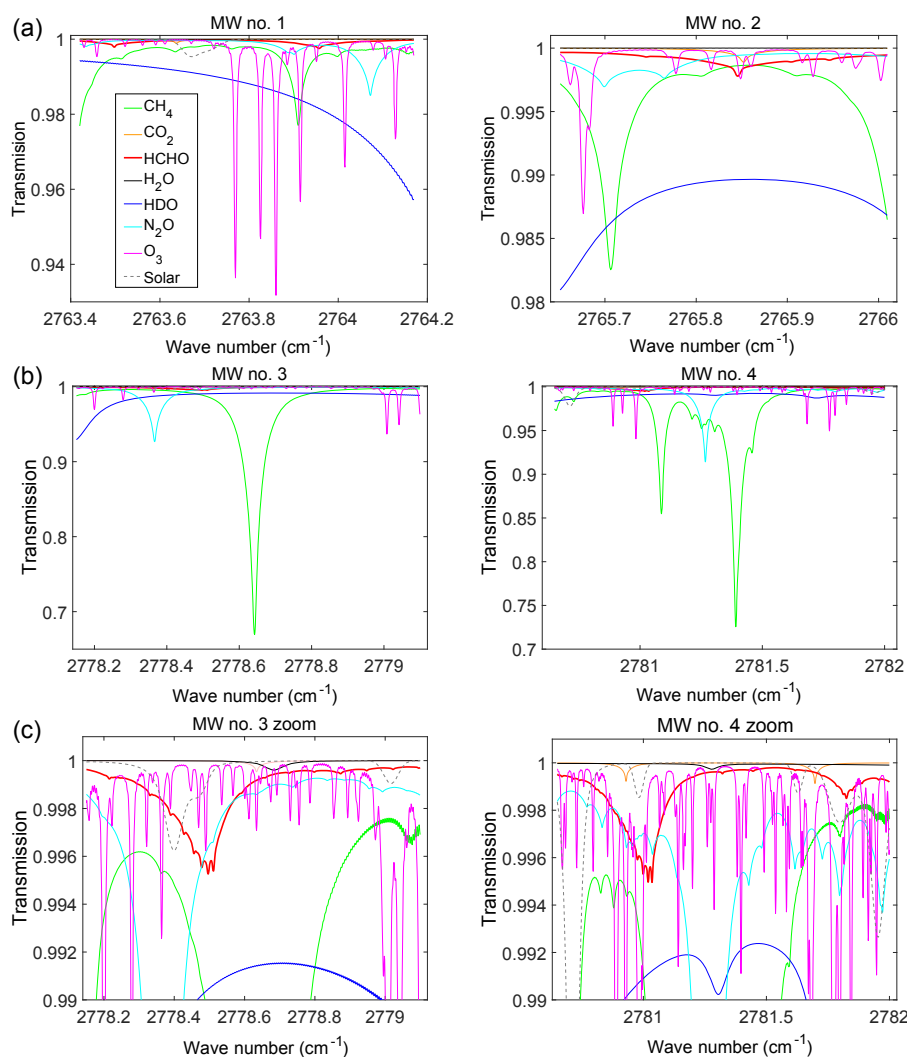 (a)
MW no. 1
1
0.98
0.96
0.94
Transmision
CH4
CO2
HCHO
H2O
HDO
N2O
O3
Solar
2763.4 2763.6 2763.8 2764 2764.2
Wave number (cm-1)
MW no. 2
1
0.995
0.99
0.985
0.98
Transmission
2765.7 2765.8 2765.9 2766
Wave number (cm-1)
(b)
MW no. 3
1
0.9
0.8
0.7
Transmission
2778.2 2778.4 2778.6 2778.8 2779
Wave number (cm-1)
MW no. 4
1
0.95
0.9
0.85
0.8
0.75
0.7
Transmission
2781 2781.5 2782
Wave number (cm-1)
(c)
MW no. 3 zoom
1
0.998
0.996
0.994
0.992
0.99
Transmission
2778.2 2778.4 2778.6 2778.8 2779
Wave number (cm-1)
MW no. 4 zoom
1
0.998
0.996
0.994
0.992
0.99
Transmission
2781 2781.5 2782
Wave number (cm-1)